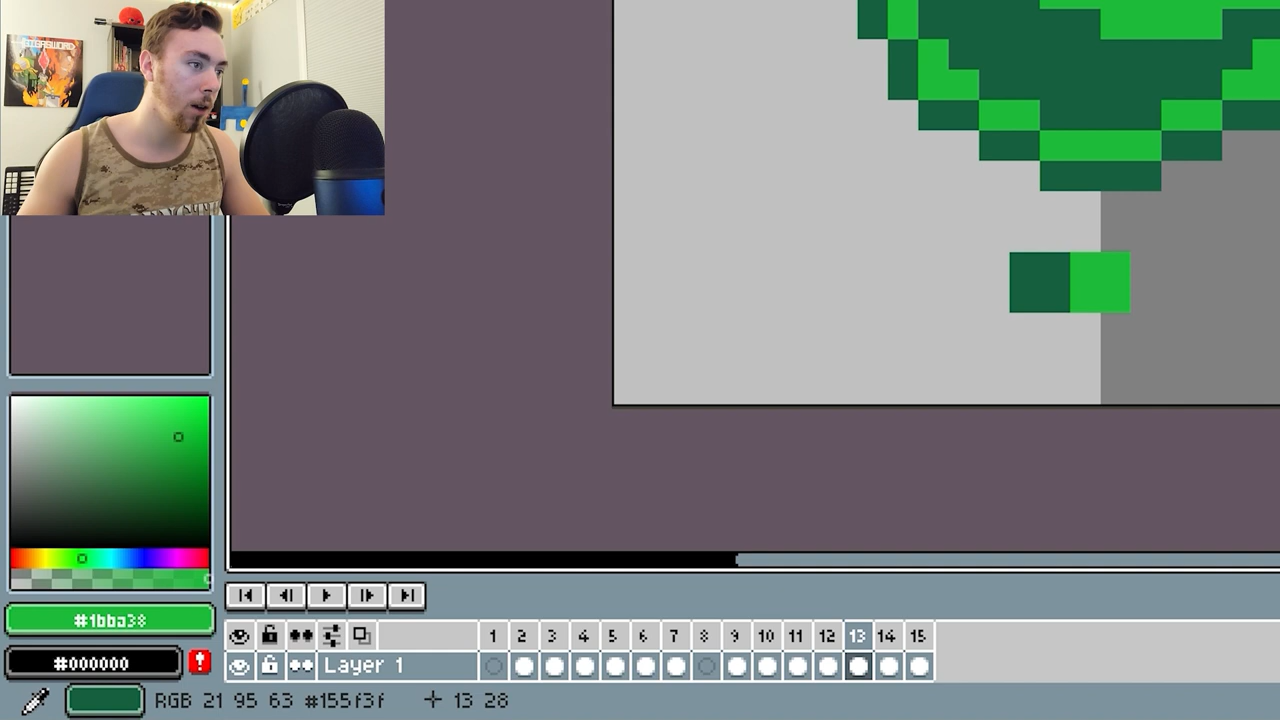 #1bba38
#000000
1 2 3 4 5 6 7 8 9 10 11 12 13 14 15
Layer 1
RGB 21 95 63 #155f3f 13 28